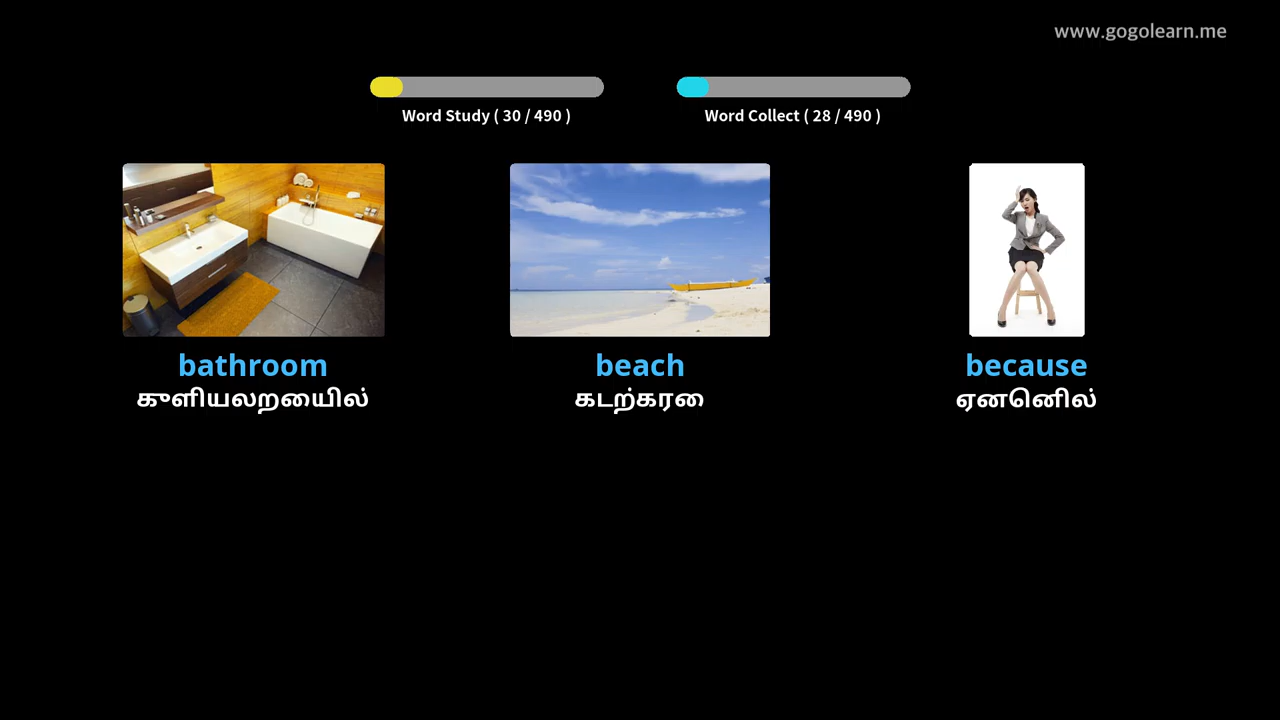 www.gogolearn.me
Word Study ( 30 / 490 )
Word Collect ( 28 / 490 )
bathroom
குளியலறையில்
beach
கடற்கரை
because
ஏனெனில்